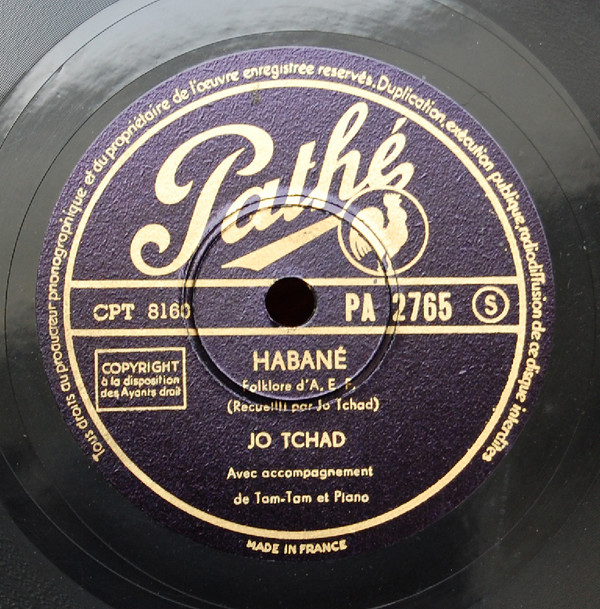 Tous droits au producteur phonographique et du propriétaire de l'œuvre enregistrée reservés. Duplication, exécution publique, radiodiffusion de ce disque interdites
Pathé
CPT 8160
PA 2765 S
COPYRIGHT
à la disposition
des Ayants droit
HABANÉ
Folklore d'A. E. F.
(Recueilli par Jo Tchad)
JO TCHAD
Avec accompagnement
de Tam-Tam et Piano
MADE IN FRANCE